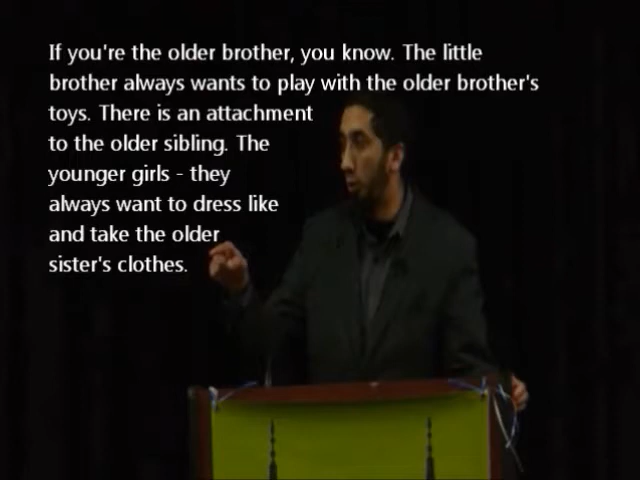 If you're the older brother, you know. The little
brother always wants to play with the older brother's
toys. There is an attachment
to the older sibling. The
younger girls - they
always want to dress like
and take the older
sister's clothes.